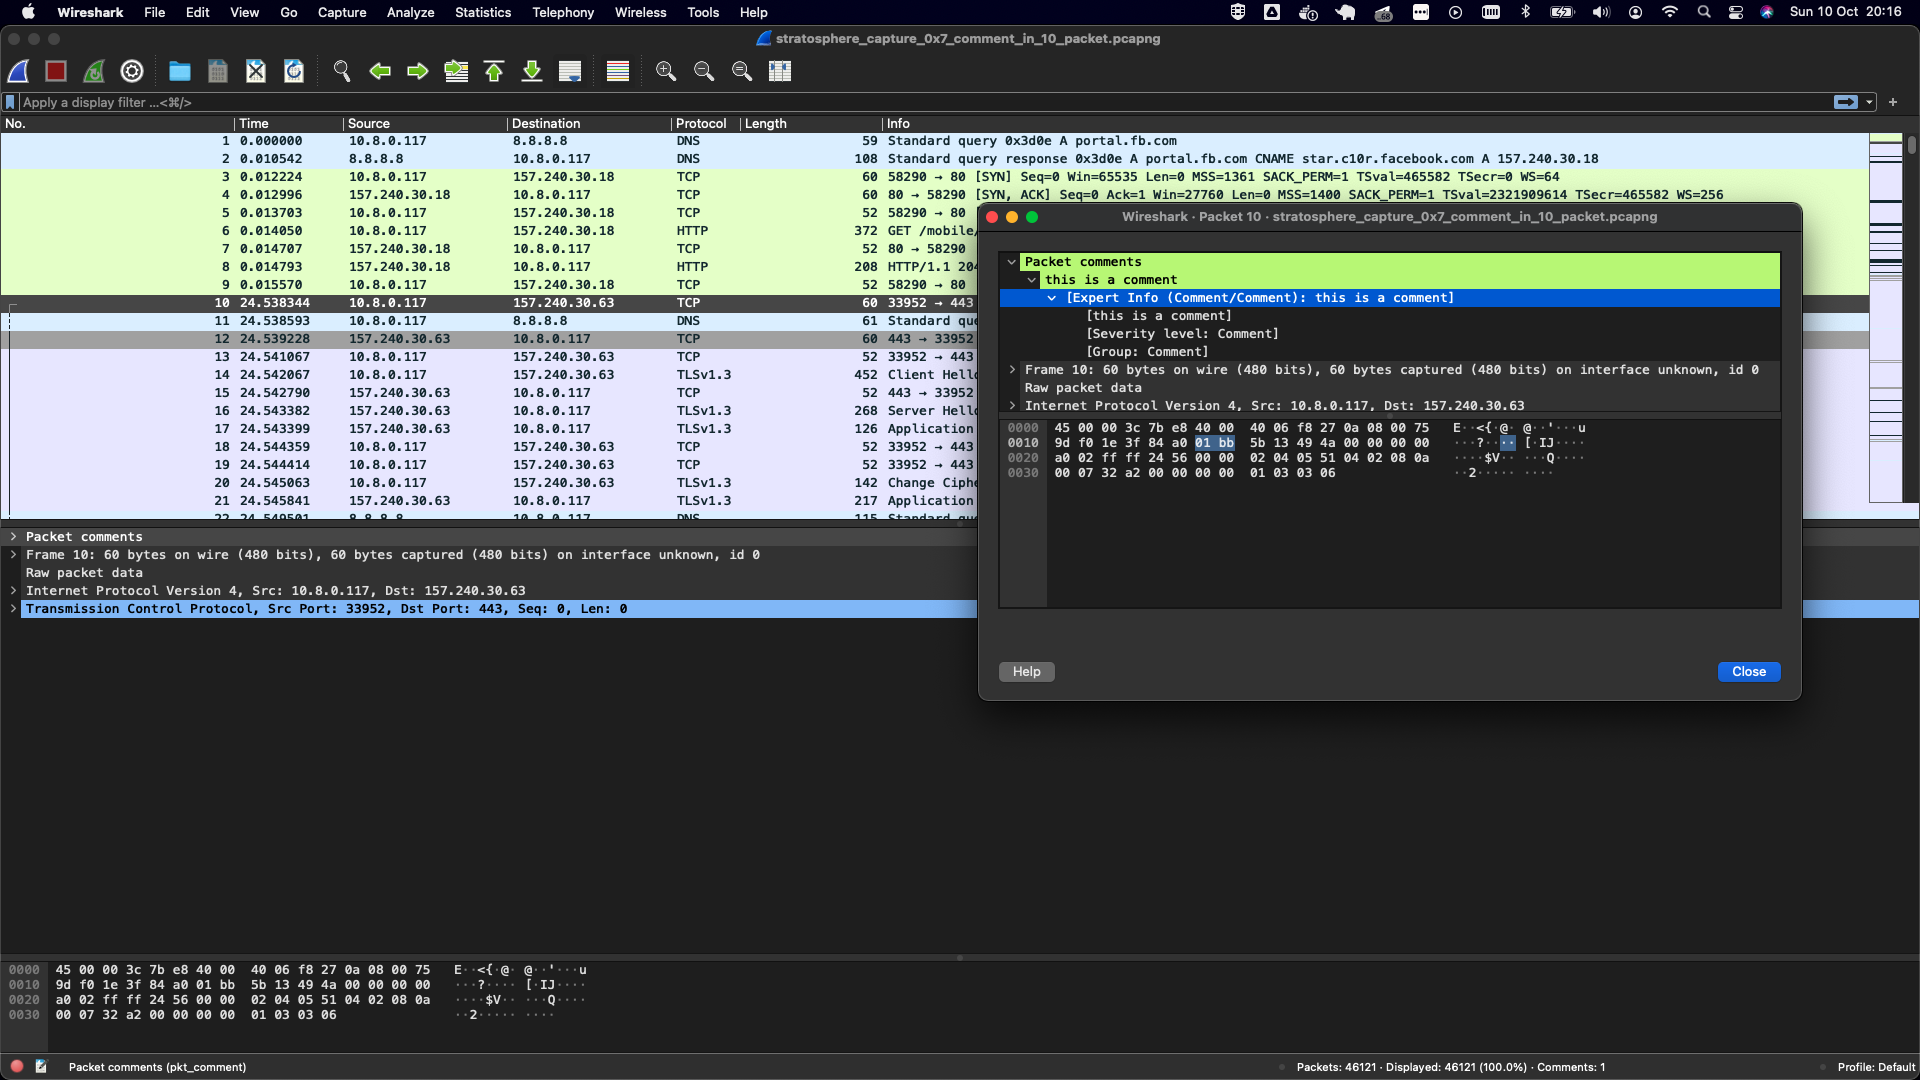 Wireshark File Edit View Go Capture Analyze Statistics Telephony Wireless Tools Help .68 Sun 10 Oct 20:16
stratosphere_capture_0x7_comment_in_10_packet.pcapng
Apply a display filter ...<⌘/>
No. Time Source Destination Protocol Length Info
1 0.000000 10.8.0.117 8.8.8.8 DNS 59 Standard query 0x3d0e A portal.fb.com
2 0.010542 8.8.8.8 10.8.0.117 DNS 108 Standard query response 0x3d0e A portal.fb.com CNAME star.c10r.facebook.com A 157.240.30.18
3 0.012224 10.8.0.117 157.240.30.18 TCP 60 58290 → 80 [SYN] Seq=0 Win=65535 Len=0 MSS=1361 SACK_PERM=1 TSval=465582 TSecr=0 WS=64
4 0.012996 157.240.30.18 10.8.0.117 TCP 60 80 → 58290 [SYN, ACK] Seq=0 Ack=1 Win=27760 Len=0 MSS=1400 SACK_PERM=1 TSval=2321909614 TSecr=465582 WS=256
5 0.013703 10.8.0.117 157.240.30.18 TCP 52 58290 → 80
6 0.014050 10.8.0.117 157.240.30.18 HTTP 372 GET /mobile/
7 0.014707 157.240.30.18 10.8.0.117 TCP 52 80 → 58290
8 0.014793 157.240.30.18 10.8.0.117 HTTP 208 HTTP/1.1 204
9 0.015570 10.8.0.117 157.240.30.18 TCP 52 58290 → 80
10 24.538344 10.8.0.117 157.240.30.63 TCP 60 33952 → 443
11 24.538593 10.8.0.117 8.8.8.8 DNS 61 Standard que
12 24.539228 157.240.30.63 10.8.0.117 TCP 60 443 → 33952
13 24.541067 10.8.0.117 157.240.30.63 TCP 52 33952 → 443
14 24.542067 10.8.0.117 157.240.30.63 TLSv1.3 452 Client Hello
15 24.542790 157.240.30.63 10.8.0.117 TCP 52 443 → 33952
16 24.543382 157.240.30.63 10.8.0.117 TLSv1.3 268 Server Hello
17 24.543399 157.240.30.63 10.8.0.117 TLSv1.3 126 Application
18 24.544359 10.8.0.117 157.240.30.63 TCP 52 33952 → 443
19 24.544414 10.8.0.117 157.240.30.63 TCP 52 33952 → 443
20 24.545063 10.8.0.117 157.240.30.63 TLSv1.3 142 Change Ciphe
21 24.545841 157.240.30.63 10.8.0.117 TLSv1.3 217 Application
22 24.549501 8.8.8.8 10.8.0.117 DNS 115 Standard que
Wireshark · Packet 10 · stratosphere_capture_0x7_comment_in_10_packet.pcapng
Packet comments
this is a comment
[Expert Info (Comment/Comment): this is a comment]
[this is a comment]
[Severity level: Comment]
[Group: Comment]
Frame 10: 60 bytes on wire (480 bits), 60 bytes captured (480 bits) on interface unknown, id 0
Raw packet data
Internet Protocol Version 4, Src: 10.8.0.117, Dst: 157.240.30.63
0000 45 00 00 3c 7b e8 40 00 40 06 f8 27 0a 08 00 75 E··<{·@· @··'···u
0010 9d f0 1e 3f 84 a0 01 bb 5b 13 49 4a 00 00 00 00 ···?···· [·IJ····
0020 a0 02 ff ff 24 56 00 00 02 04 05 51 04 02 08 0a ····$V·· ···Q····
0030 00 07 32 a2 00 00 00 00 01 03 03 06 ··2····· ····
Help Close
Packet comments
Frame 10: 60 bytes on wire (480 bits), 60 bytes captured (480 bits) on interface unknown, id 0
Raw packet data
Internet Protocol Version 4, Src: 10.8.0.117, Dst: 157.240.30.63
Transmission Control Protocol, Src Port: 33952, Dst Port: 443, Seq: 0, Len: 0
0000 45 00 00 3c 7b e8 40 00 40 06 f8 27 0a 08 00 75 E··<{·@· @··'···u
0010 9d f0 1e 3f 84 a0 01 bb 5b 13 49 4a 00 00 00 00 ···?···· [·IJ····
0020 a0 02 ff ff 24 56 00 00 02 04 05 51 04 02 08 0a ····$V·· ···Q····
0030 00 07 32 a2 00 00 00 00 01 03 03 06 ··2····· ····
Packet comments (pkt_comment) Packets: 46121 · Displayed: 46121 (100.0%) · Comments: 1 Profile: Default